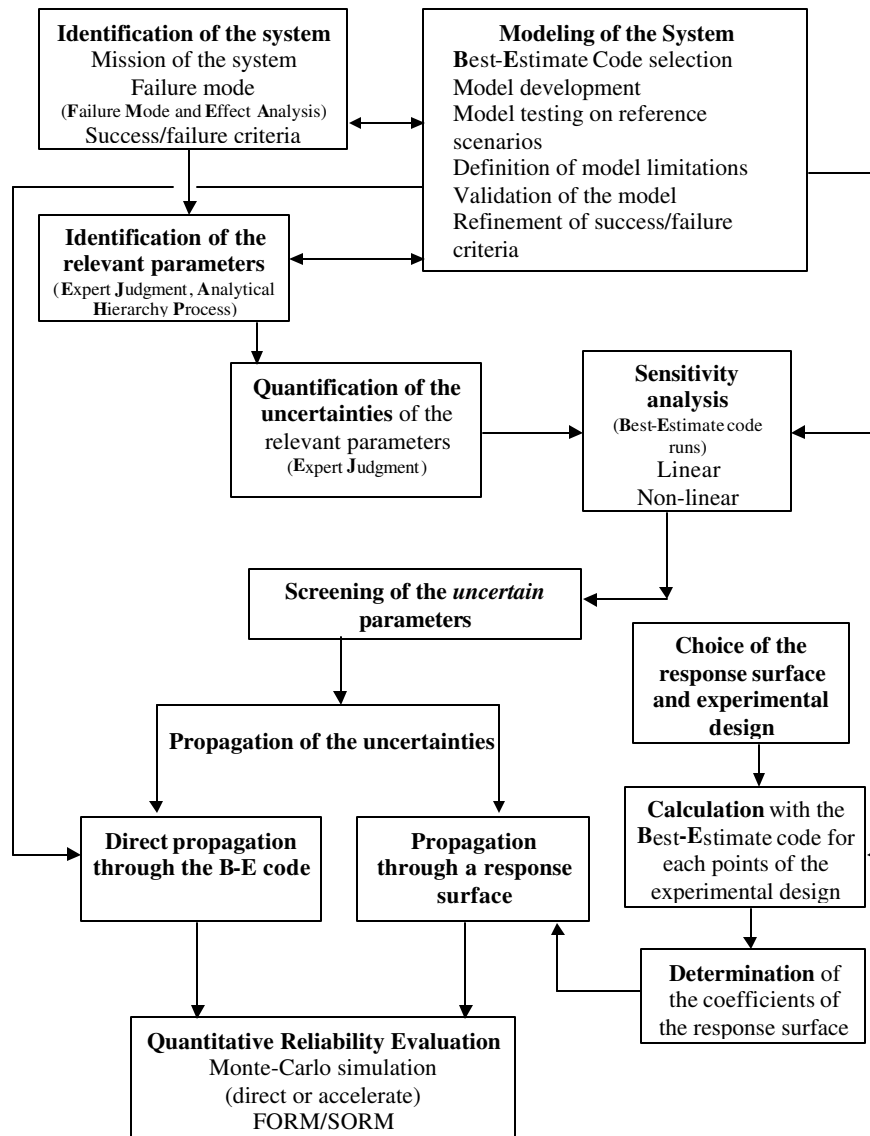 Identification of the system
Mission of the system
Failure mode
(Failure Mode and Effect Analysis)
Success/failure criteria
Modeling of the System
Best-Estimate Code selection
Model development
Model testing on reference
scenarios
Definition of model limitations
Validation of the model
Refinement of success/failure
criteria
Identification of the
relevant parameters
(Expert Judgment, Analytical
Hierarchy Process)
Quantification of the
uncertainties of the
relevant parameters
(Expert Judgment)
Sensitivity
analysis
(Best-Estimate code
runs)
Linear
Non-linear
Screening of the uncertain
parameters
Choice of the
response surface
and experimental
design
Propagation of the uncertainties
Direct propagation
through the B-E code
Propagation
through a response
surface
Calculation with the
Best-Estimate code for
each points of the
experimental design
Determination of
the coefficients of
the response surface
Quantitative Reliability Evaluation
Monte-Carlo simulation
(direct or accelerate)
FORM/SORM